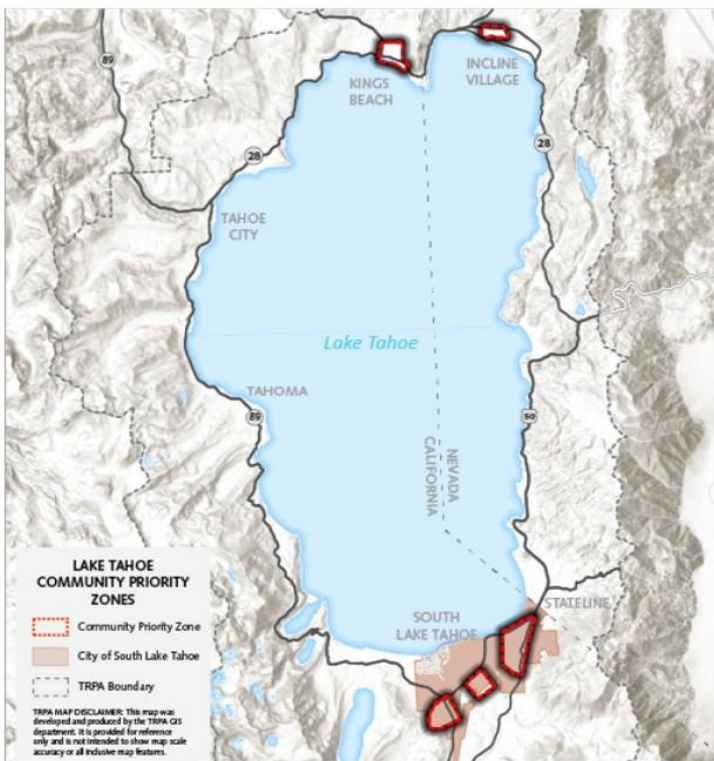 89
KINGS
BEACH
INCLINE
VILLAGE
28
28
TAHOE
CITY
Lake Tahoe
TAHOMA
89
50
NEVADA
CALIFORNIA
SOUTH
LAKE TAHOE
STATELINE
LAKE TAHOE
COMMUNITY PRIORITY
ZONES
Community Priority Zone
City of South Lake Tahoe
TRPA Boundary
TRPA MAP DISCLAIMER: This map was
developed and produced by the TRPA GIS
department. It is provided for reference
only and is not intended to show map scale
accuracy or all inclusive map features.